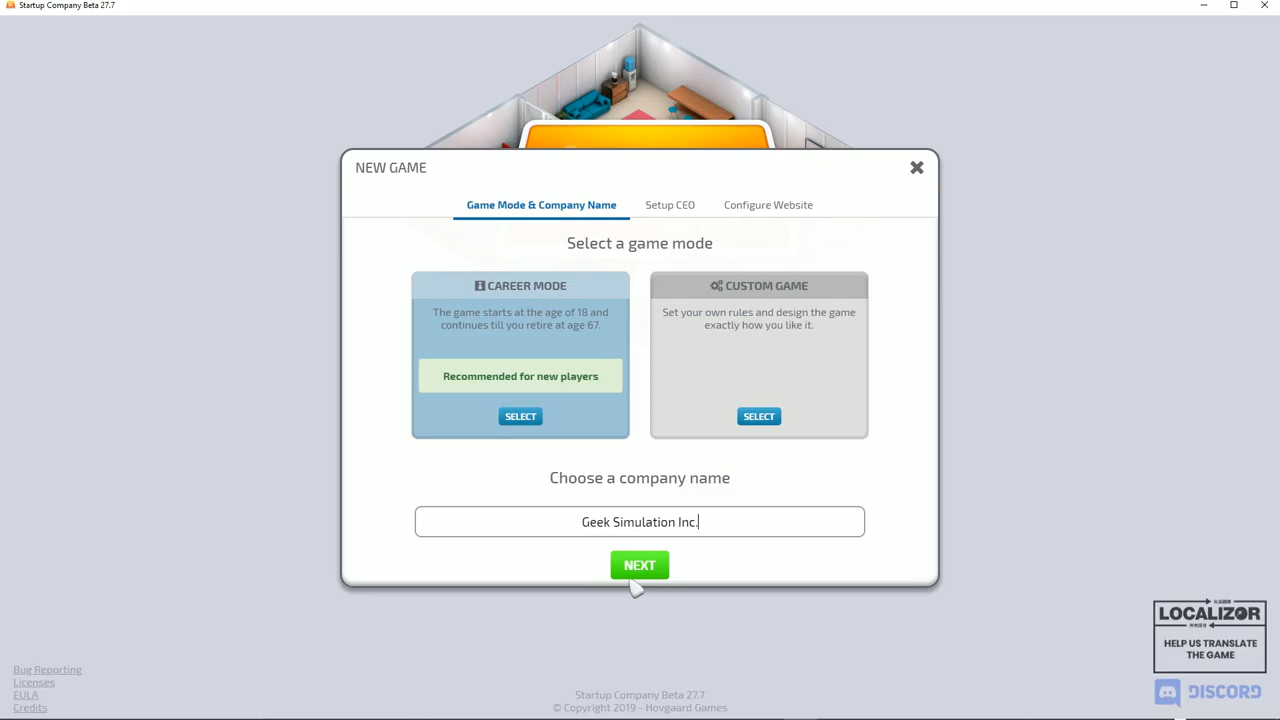 Startup Company Beta 27.7
NEW GAME
Game Mode & Company Name
Setup CEO
Configure Website
Select a game mode
CAREER MODE
The game starts at the age of 18 and
continues till you retire at age 67.
Recommended for new players
SELECT
CUSTOM GAME
Set your own rules and design the game
exactly how you like it.
SELECT
Choose a company name
Geek Simulation Inc.
NEXT
Bug Reporting
Licenses
EULA
Credits
Startup Company Beta 27.7
© Copyright 2019 - Hovgaard Games
LOCALIZOR
HELP US TRANSLATE
THE GAME
DISCORD